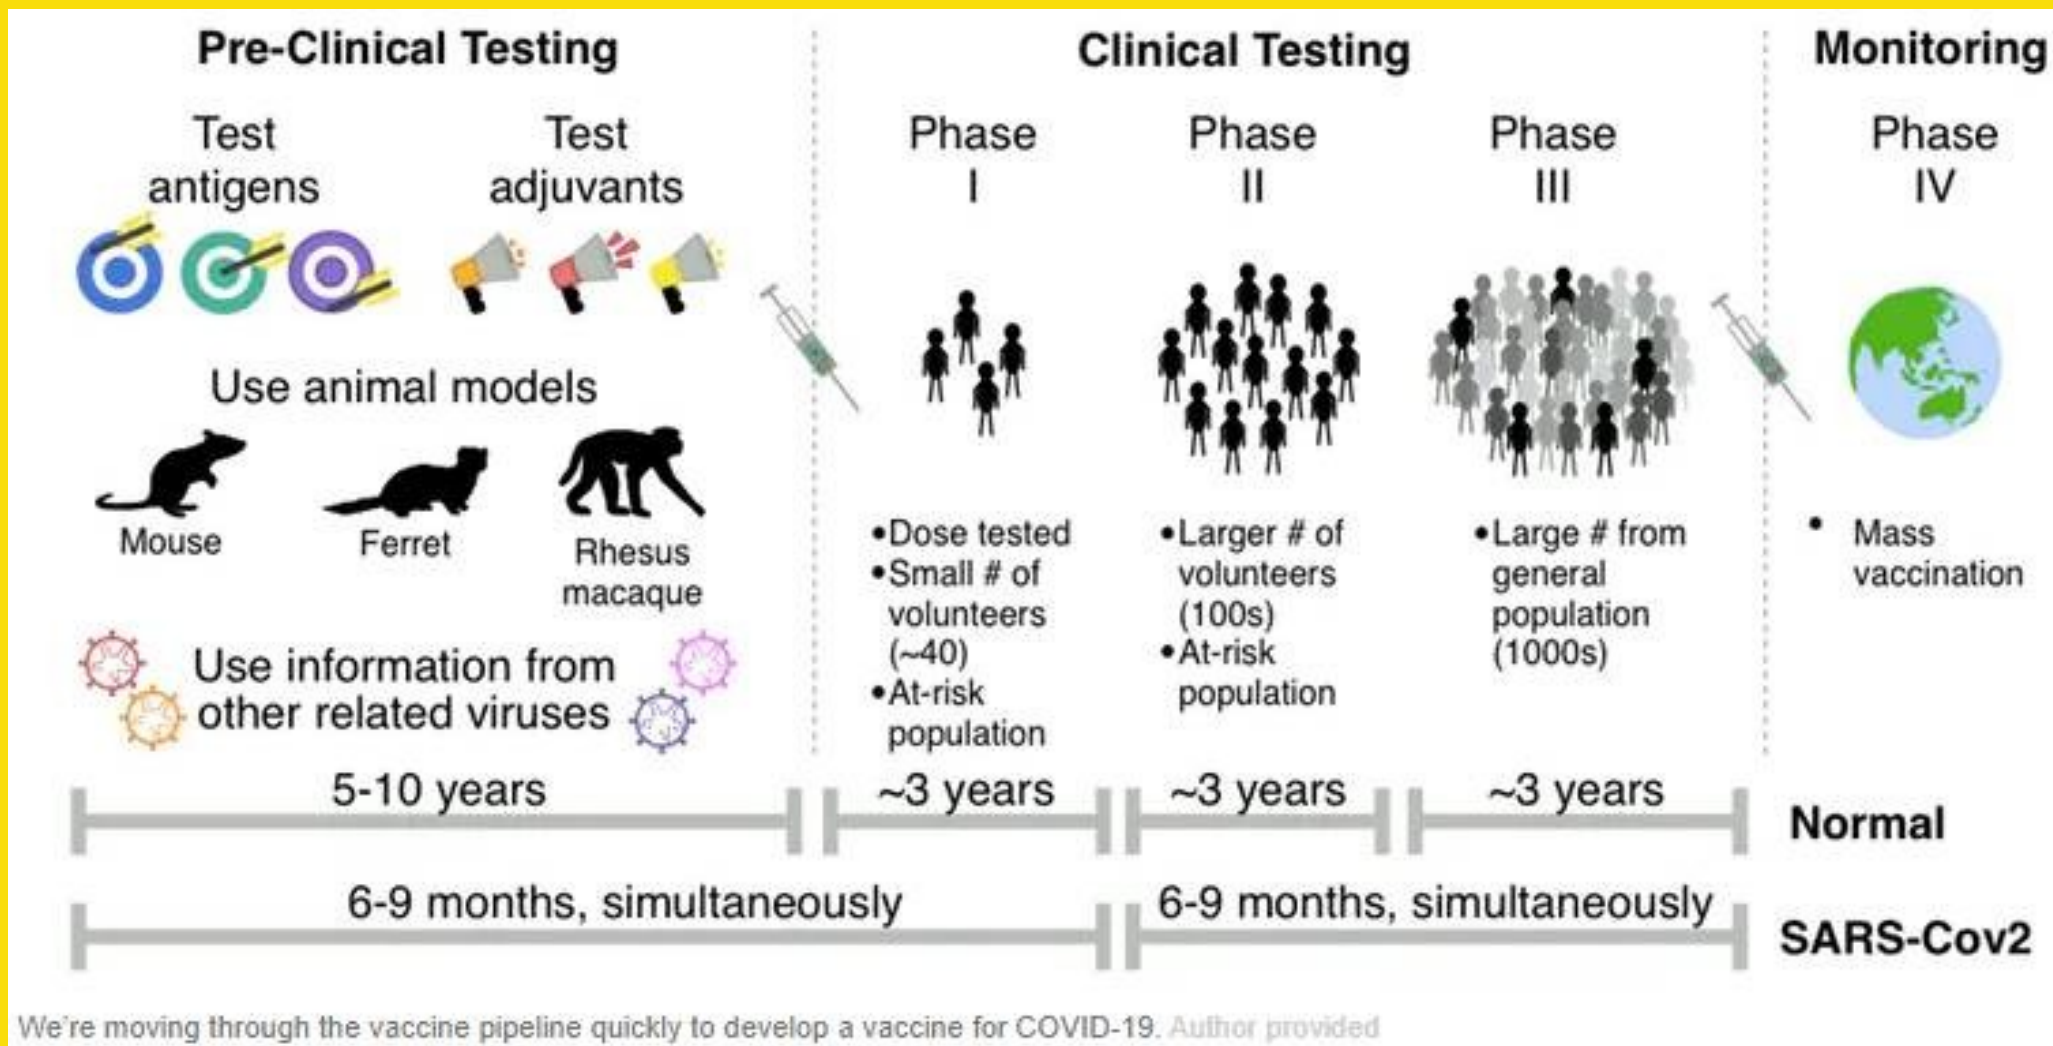 Pre-Clinical Testing
Test
antigens
Test
adjuvants
Use animal models
Mouse
Ferret
Rhesus
macaque
Use information from
other related viruses
Clinical Testing
Phase
I
•Dose tested
•Small # of
volunteers
(~40)
•At-risk
population
Phase
II
•Larger # of
volunteers
(100s)
•At-risk
population
Phase
III
•Large # from
general
population
(1000s)
Monitoring
Phase
IV
• Mass
vaccination
5-10 years
~3 years
~3 years
~3 years
Normal
6-9 months, simultaneously
6-9 months, simultaneously
SARS-Cov2
We're moving through the vaccine pipeline quickly to develop a vaccine for COVID-19. Author provided